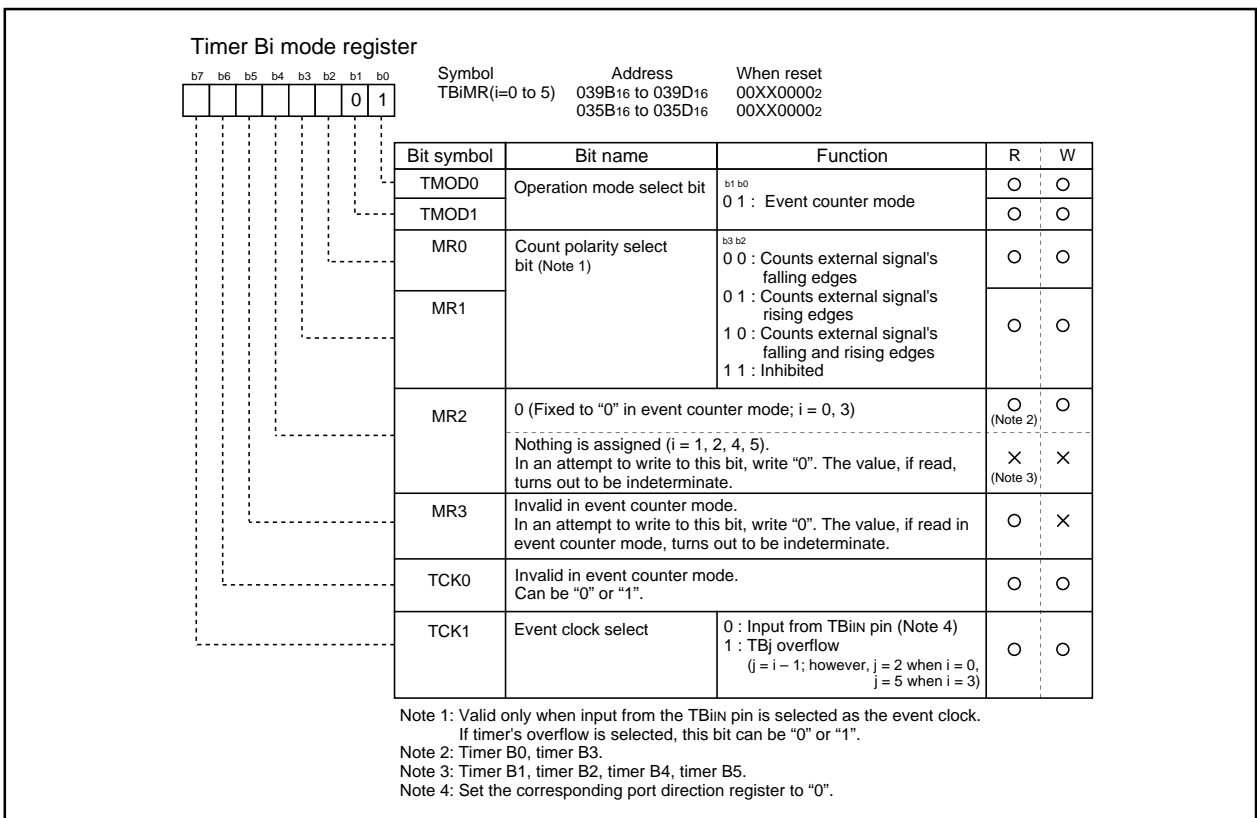 Timer Bi mode register
b7 b6 b5 b4 b3 b2 b1 b0
0 1
Symbol Address When reset
TBiMR(i=0 to 5) 039B16 to 039D16 00XX00002
035B16 to 035D16 00XX00002
Bit symbol Bit name Function R W
TMOD0 Operation mode select bit b1 b0
0 1 : Event counter mode
TMOD1
MR0 Count polarity select
bit (Note 1)
b3 b2
0 0 : Counts external signal's
falling edges
0 1 : Counts external signal's
rising edges
MR1
1 0 : Counts external signal's
falling and rising edges
1 1 : Inhibited
MR2 0 (Fixed to “0” in event counter mode; i = 0, 3)
(Note 2)
Nothing is assigned (i = 1, 2, 4, 5).
In an attempt to write to this bit, write “0”. The value, if read,
turns out to be indeterminate.
(Note 3)
MR3 Invalid in event counter mode.
In an attempt to write to this bit, write “0”. The value, if read in
event counter mode, turns out to be indeterminate.
TCK0 Invalid in event counter mode.
Can be “0” or “1”.
TCK1 Event clock select 0 : Input from TBiIN pin (Note 4)
1 : TBj overflow
(j = i – 1; however, j = 2 when i = 0,
j = 5 when i = 3)
Note 1: Valid only when input from the TBiIN pin is selected as the event clock.
If timer's overflow is selected, this bit can be “0” or “1”.
Note 2: Timer B0, timer B3.
Note 3: Timer B1, timer B2, timer B4, timer B5.
Note 4: Set the corresponding port direction register to “0”.